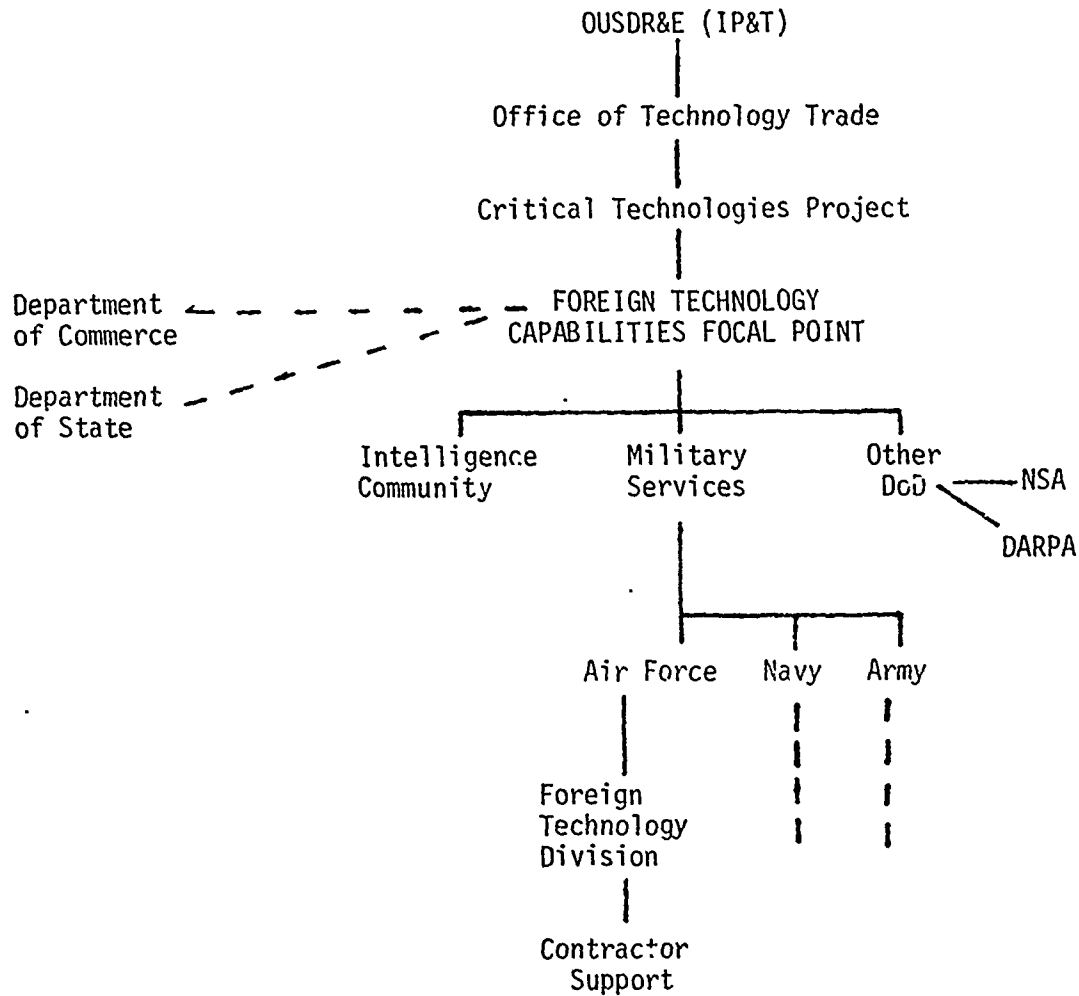 OUSDR&E (IP&T)
Office of Technology Trade
Critical Technologies Project
Department
of Commerce
FOREIGN TECHNOLOGY
CAPABILITIES FOCAL POINT
Department
of State
Intelligence
Community
Military
Services
Other
DoD
NSA
DARPA
Air Force
Navy
Army
Foreign
Technology
Division
Contractor
Support